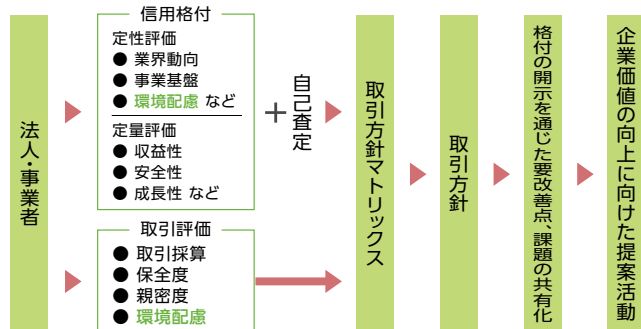 法人・事業者
信用格付
定性評価
● 業界動向
● 事業基盤
● 環境配慮 など
定量評価
● 収益性
● 安全性
● 成長性 など
＋
自己査定
取引評価
● 取引採算
● 保全度
● 親密度
● 環境配慮
取引方針マトリックス
取引方針
格付の開示を通じた要改善点、課題の共有化
企業価値の向上に向けた提案活動